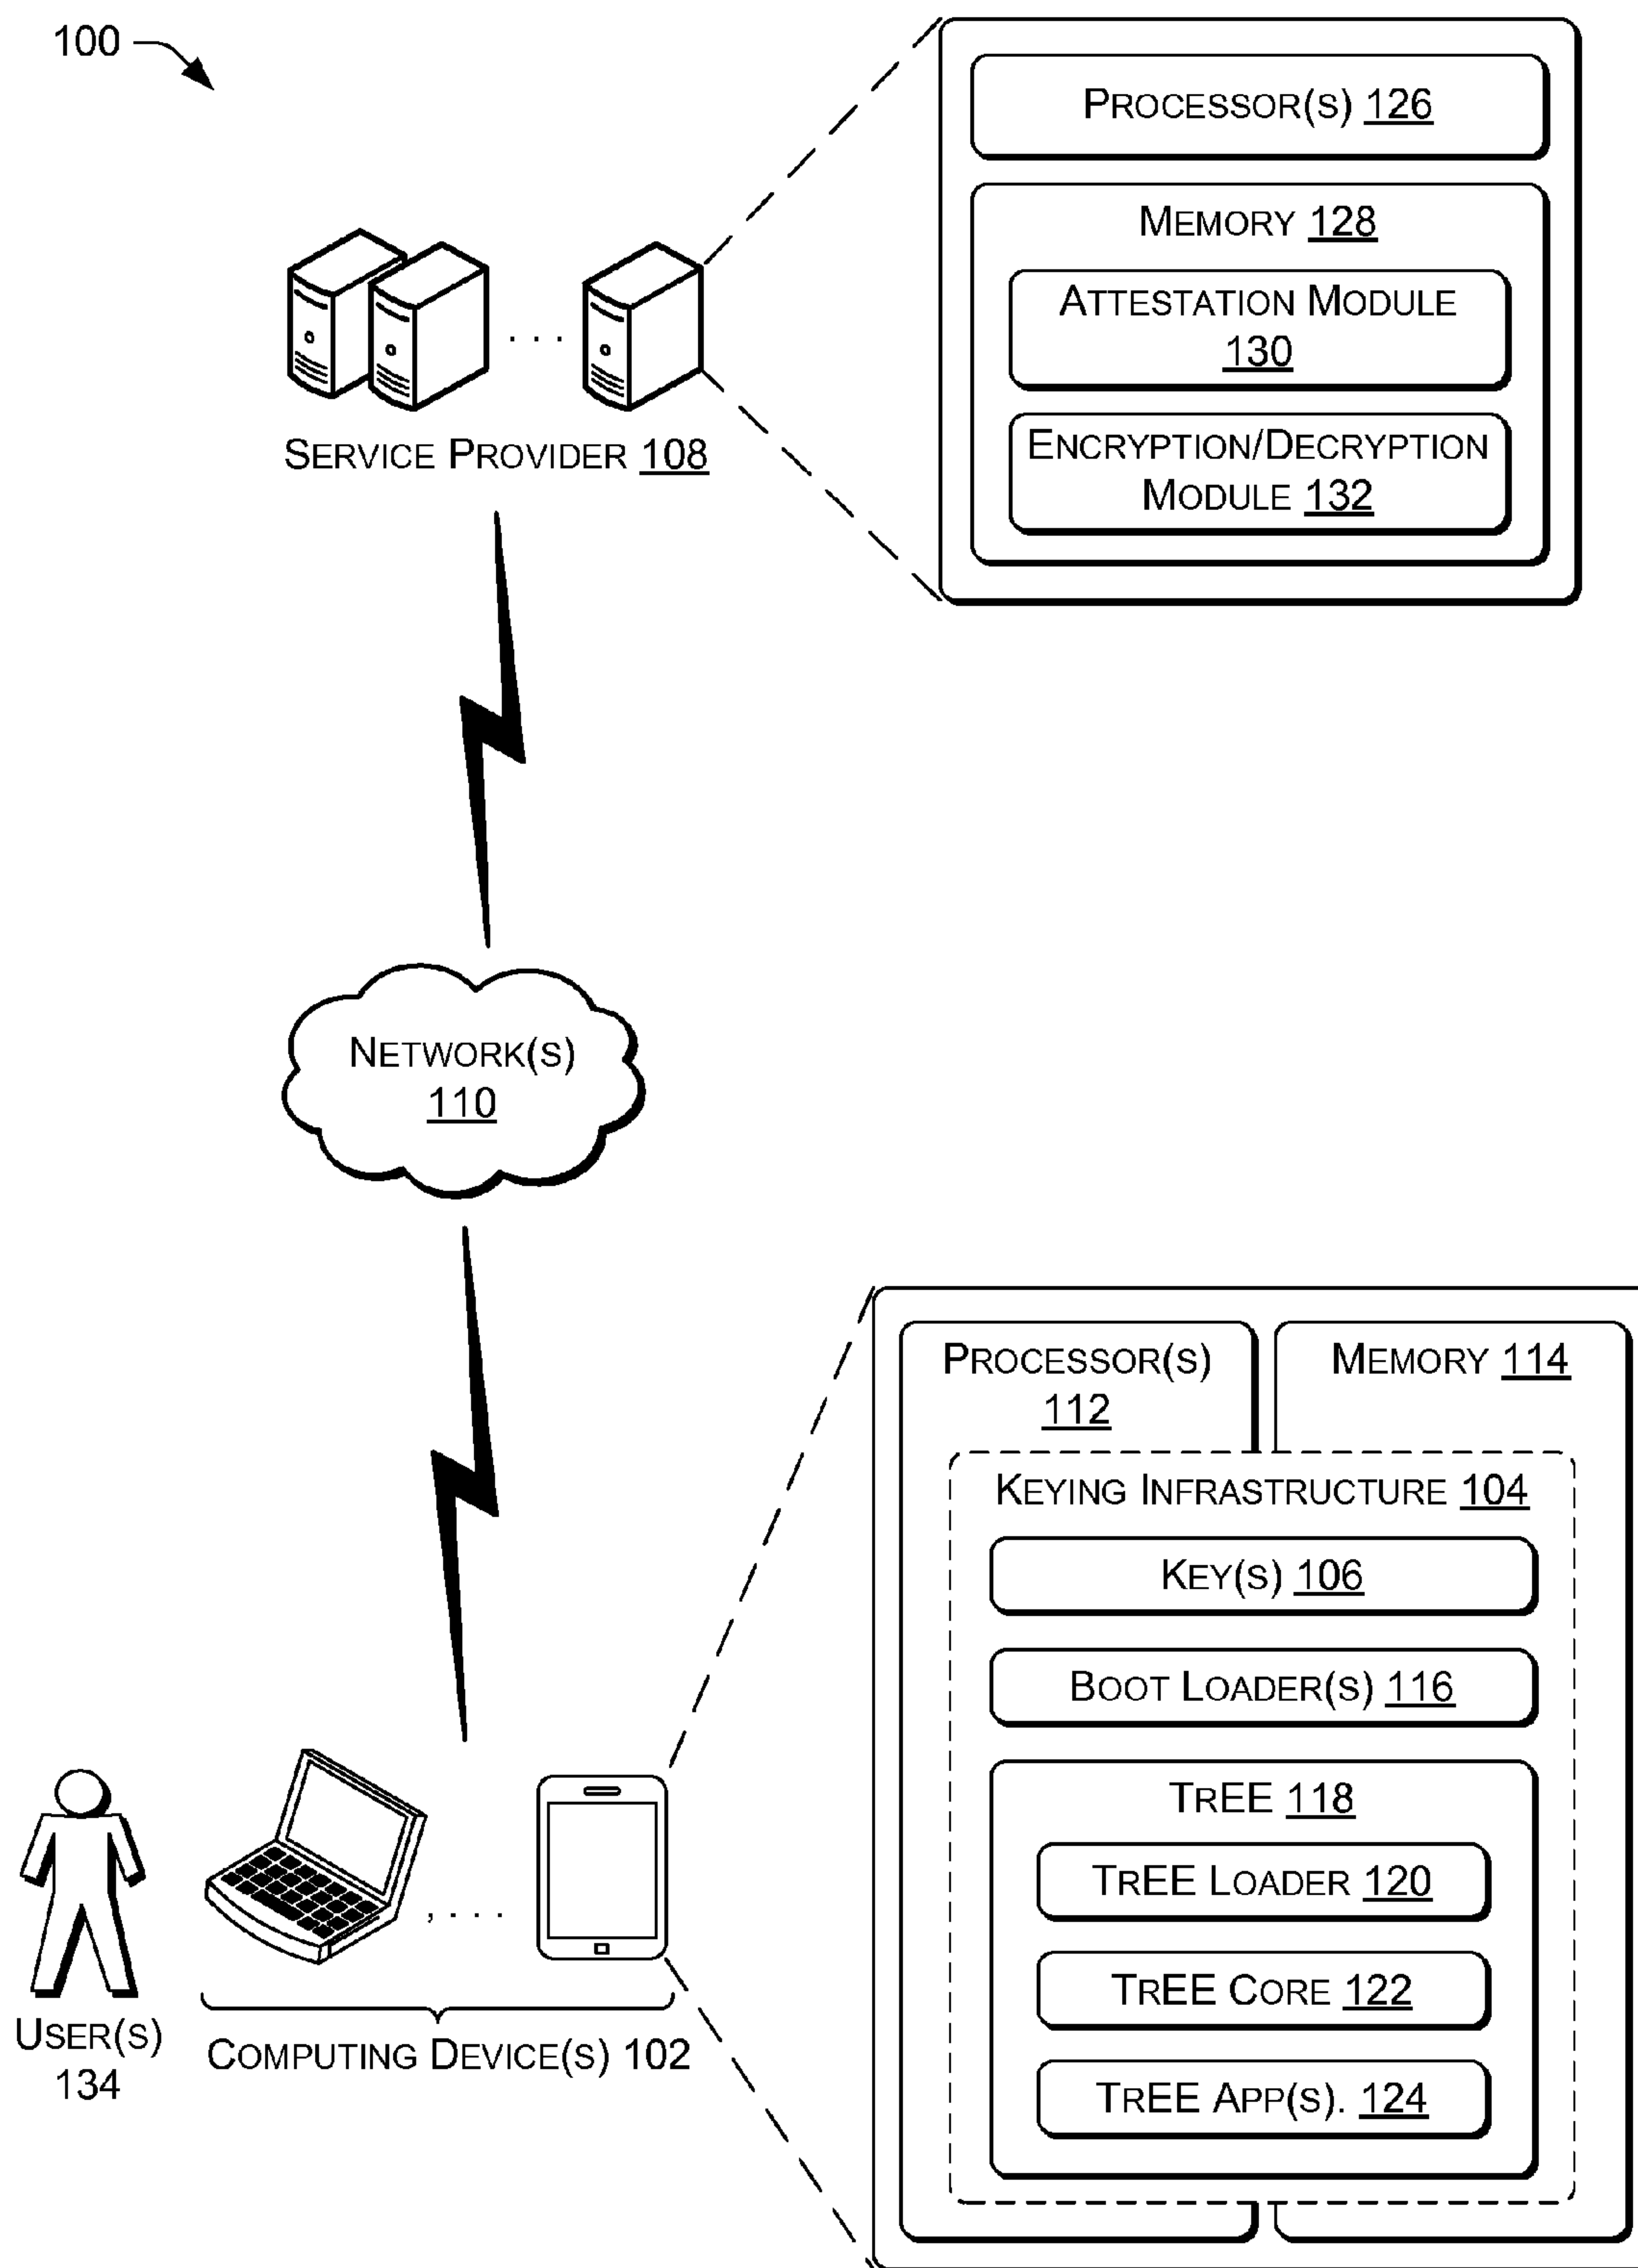 100
PROCESSOR(S) 126
MEMORY 128
ATTESTATION MODULE
130
ENCRYPTION/DECRYPTION
MODULE 132
SERVICE PROVIDER 108
NETWORK(S)
110
PROCESSOR(S)
112
MEMORY 114
KEYING INFRASTRUCTURE 104
KEY(S) 106
BOOT LOADER(S) 116
TREE 118
TREE LOADER 120
TREE CORE 122
TREE APP(S). 124
, . . . .
. . .
USER(S)
134
COMPUTING DEVICE(S) 102